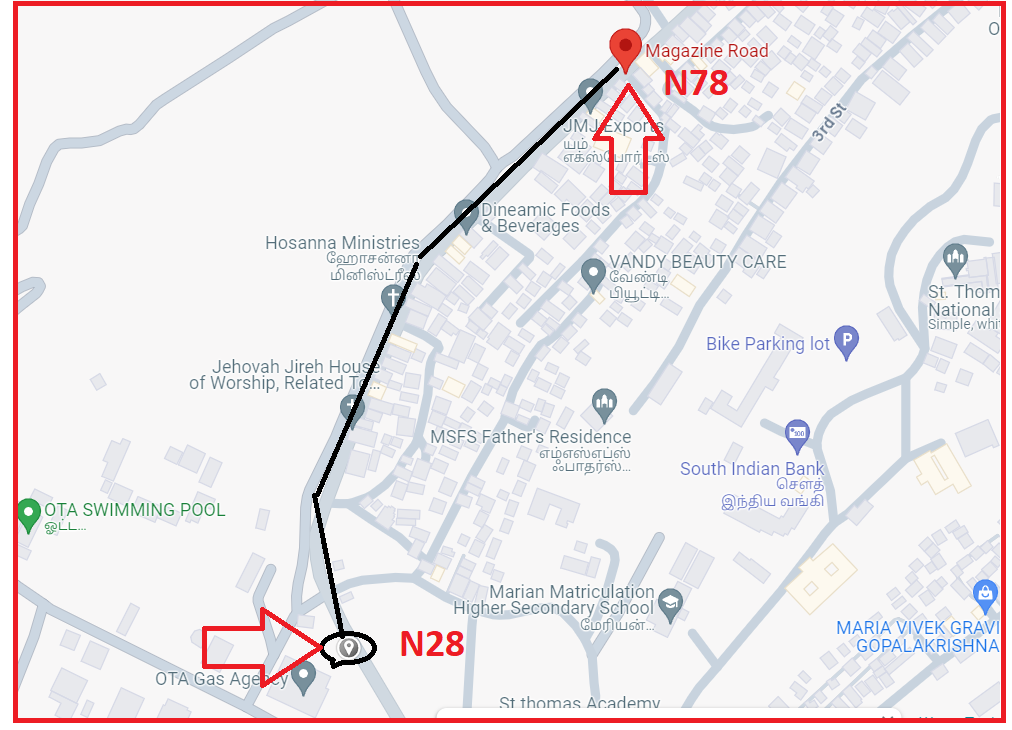 Magazine Road
N78
JMJ Exports
யம்
எக்ஸ்போர்ட்ஸ்
3rd St
Dineamic Foods
& Beverages
Hosanna Ministries
ஹோசன்னா
மினிஸ்ட்ரீஸ்
VANDY BEAUTY CARE
வேண்டி
பியூட்டி...
St. Thom
National
Simple, whi
Bike Parking lot
P
Jehovah Jireh House
of Worship, Related To...
MSFS Father's Residence
எம்எஸ்எஃப்எஸ்
ஃபாதர்ஸ்...
South Indian Bank
சௌத்
இந்திய வங்கி
OTA SWIMMING POOL
ஓட்ட...
Marian Matriculation
Higher Secondary School
மேரியன்...
MARIA VIVEK GRAVI
GOPALAKRISHNA
N28
OTA Gas Agency
St thomas Academy